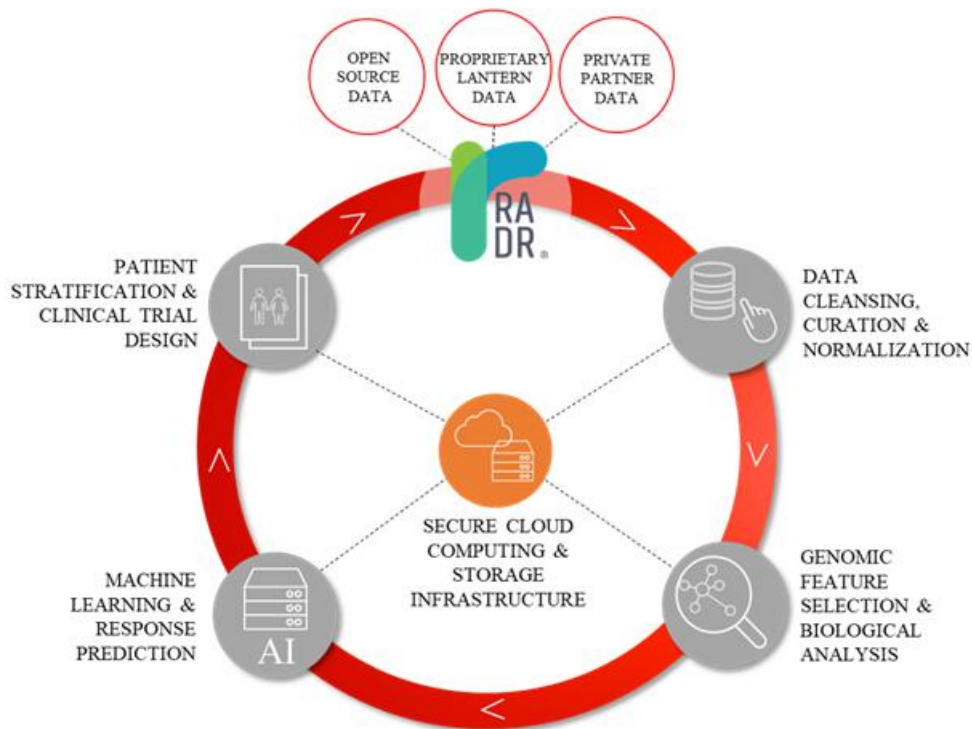 OPEN
SOURCE
DATA
PROPRIETARY
LANTERN
DATA
PRIVATE
PARTNER
DATA
RA
DR®
PATIENT
STRATIFICATION &
CLINICAL TRIAL
DESIGN
DATA
CLEANSING,
CURATION &
NORMALIZATION
SECURE CLOUD
COMPUTING &
STORAGE
INFRASTRUCTURE
MACHINE
LEARNING &
RESPONSE
PREDICTION
AI
GENOMIC
FEATURE
SELECTION &
BIOLOGICAL
ANALYSIS